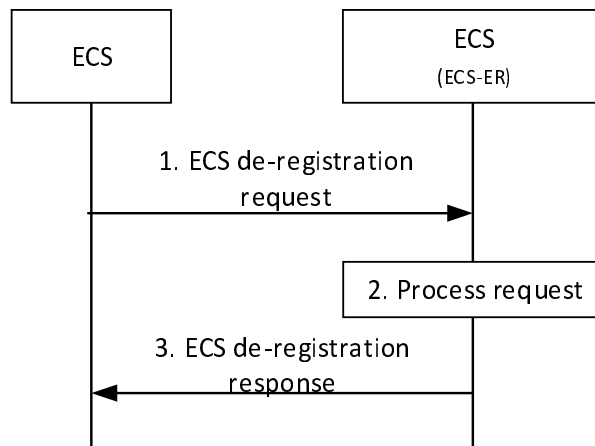 ECS
ECS
(ECS-ER)
1. ECS de-registration
request
2. Process request
3. ECS de-registration
response